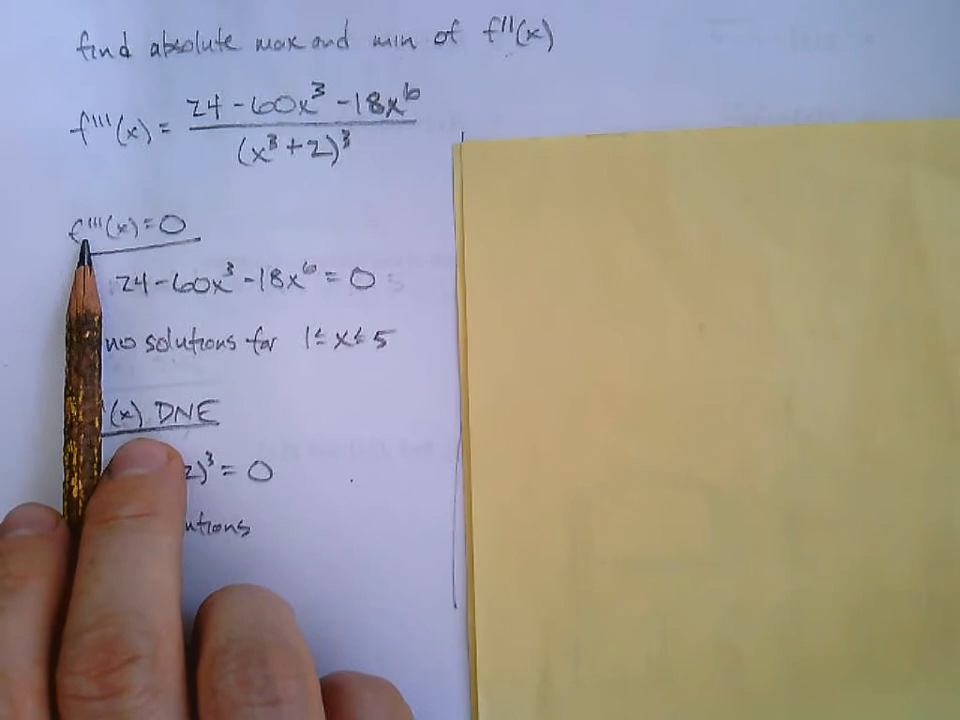 find absolute max and min of f''(x)
f'''(x) = (24 - 60x³ - 18x⁶) / (x³ + 2)³
f'''(x) = 0
24 - 60x³ - 18x⁶ = 0
no solutions for 1 ≤ x ≤ 5
(x) DNE
2)³ = 0